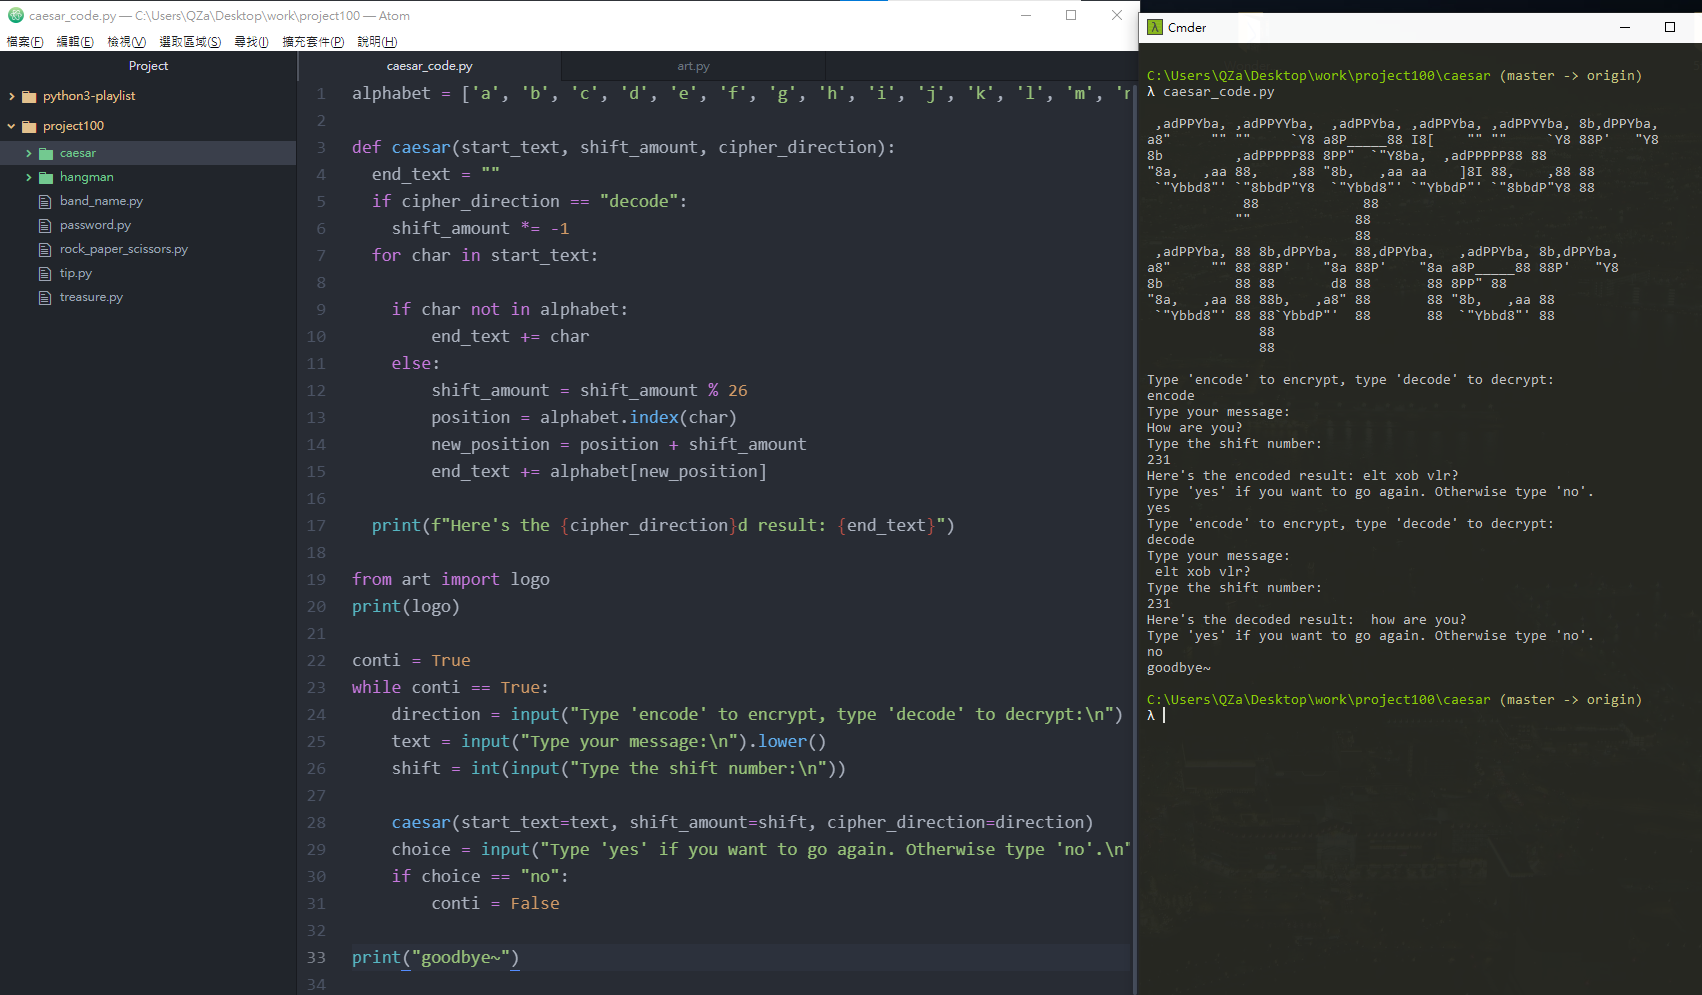 caesar_code.py — C:\Users\QZa\Desktop\work\project100 — Atom
檔案(F) 編輯(E) 檢視(V) 選取區域(S) 尋找(I) 擴充套件(P) 說明(H)
Project
python3-playlist
project100
caesar
hangman
band_name.py
password.py
rock_paper_scissors.py
tip.py
treasure.py
caesar_code.py art.py
1 alphabet = ['a', 'b', 'c', 'd', 'e', 'f', 'g', 'h', 'i', 'j', 'k', 'l', 'm', '
2
3 def caesar(start_text, shift_amount, cipher_direction):
4   end_text = ""
5   if cipher_direction == "decode":
6     shift_amount *= -1
7   for char in start_text:
8
9     if char not in alphabet:
10         end_text += char
11     else:
12         shift_amount = shift_amount % 26
13         position = alphabet.index(char)
14         new_position = position + shift_amount
15         end_text += alphabet[new_position]
16
17   print(f"Here's the {cipher_direction}d result: {end_text}")
18
19 from art import logo
20 print(logo)
21
22 conti = True
23 while conti == True:
24     direction = input("Type 'encode' to encrypt, type 'decode' to decrypt:\n")
25     text = input("Type your message:\n").lower()
26     shift = int(input("Type the shift number:\n"))
27
28     caesar(start_text=text, shift_amount=shift, cipher_direction=direction)
29     choice = input("Type 'yes' if you want to go again. Otherwise type 'no'.\n"
30     if choice == "no":
31         conti = False
32
33 print("goodbye~")
34
Cmder
C:\Users\QZa\Desktop\work\project100\caesar (master -> origin)
λ caesar_code.py
 ,adPPYba, ,adPPYYba,  ,adPPYba, ,adPPYba, ,adPPYYba, 8b,dPPYba,
a8"     "" ""     `Y8 a8P_____88 I8[    "" ""     `Y8 88P'   "Y8
8b         ,adPPPPP88 8PP"  `"Y8ba,  ,adPPPPP88 88
"8a,   ,aa 88,    ,88 "8b,   ,aa aa    ]8I 88,    ,88 88
 `"Ybbd8"' `"8bbdP"Y8  `"Ybbd8"' `"YbbdP"' `"8bbdP"Y8 88
            88             88
           ""             88
                          88
 ,adPPYba, 88 8b,dPPYba,  88,dPPYba,   ,adPPYba, 8b,dPPYba,
a8"     "" 88 88P'    "8a 88P'    "8a a8P_____88 88P'   "Y8
8b         88 88       d8 88       88 8PP" 88
"8a,   ,aa 88 88b,   ,a8" 88       88 "8b,   ,aa 88
 `"Ybbd8"' 88 88`YbbdP"'  88       88  `"Ybbd8"' 88
              88
              88
Type 'encode' to encrypt, type 'decode' to decrypt:
encode
Type your message:
How are you?
Type the shift number:
231
Here's the encoded result: elt xob vlr?
Type 'yes' if you want to go again. Otherwise type 'no'.
yes
Type 'encode' to encrypt, type 'decode' to decrypt:
decode
Type your message:
 elt xob vlr?
Type the shift number:
231
Here's the decoded result:  how are you?
Type 'yes' if you want to go again. Otherwise type 'no'.
no
goodbye~
C:\Users\QZa\Desktop\work\project100\caesar (master -> origin)
λ